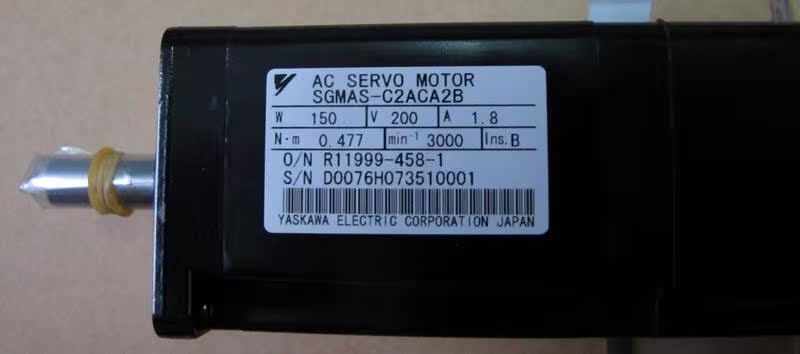 AC SERVO MOTOR
SGMAS-C2ACA2B
W 150 V 200 A 1.8
N·m 0.477 min⁻¹ 3000 Ins. B
O/N R11999-458-1
S/N D0076H073510001
YASKAWA ELECTRIC CORPORATION JAPAN